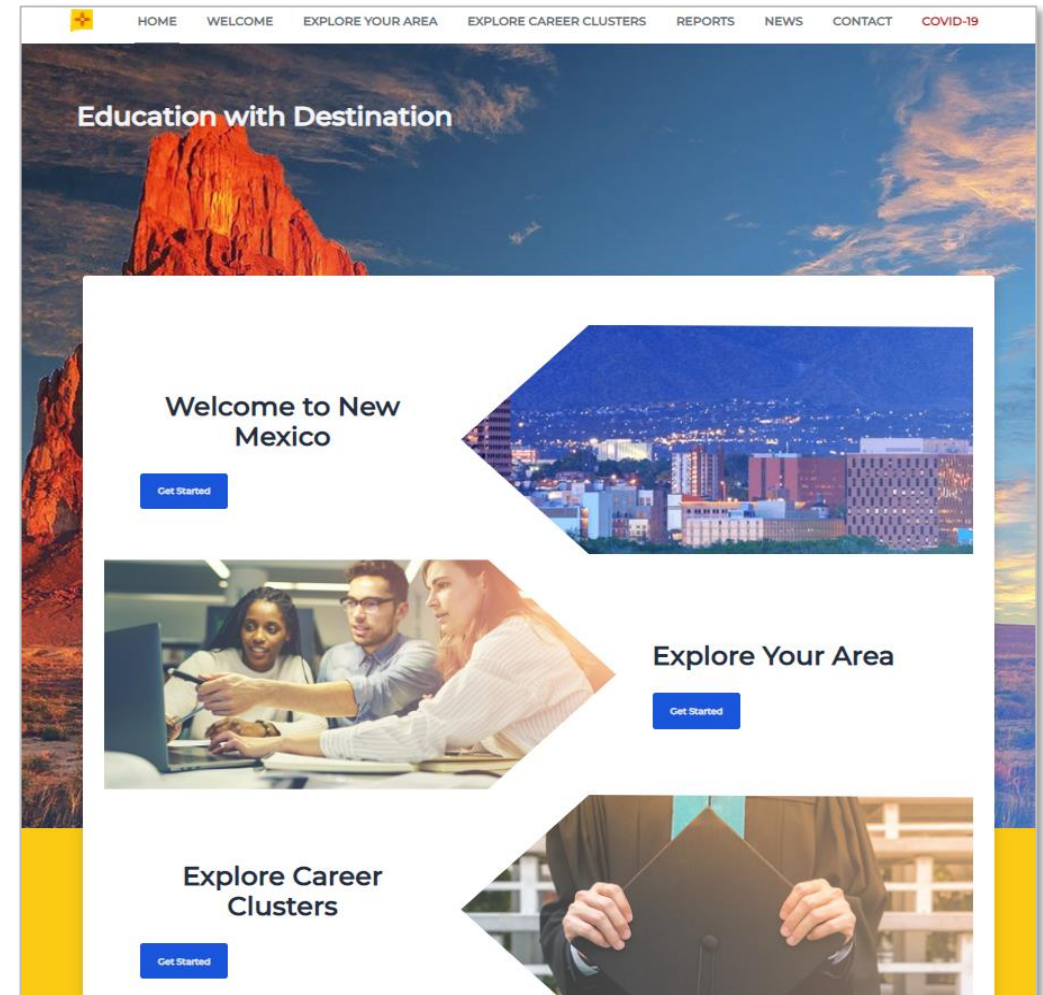 HOME WELCOME EXPLORE YOUR AREA EXPLORE CAREER CLUSTERS REPORTS NEWS CONTACT COVID-19
Education with Destination
Welcome to New
Mexico
Get Started
Explore Your Area
Get Started
Explore Career
Clusters
Get Started